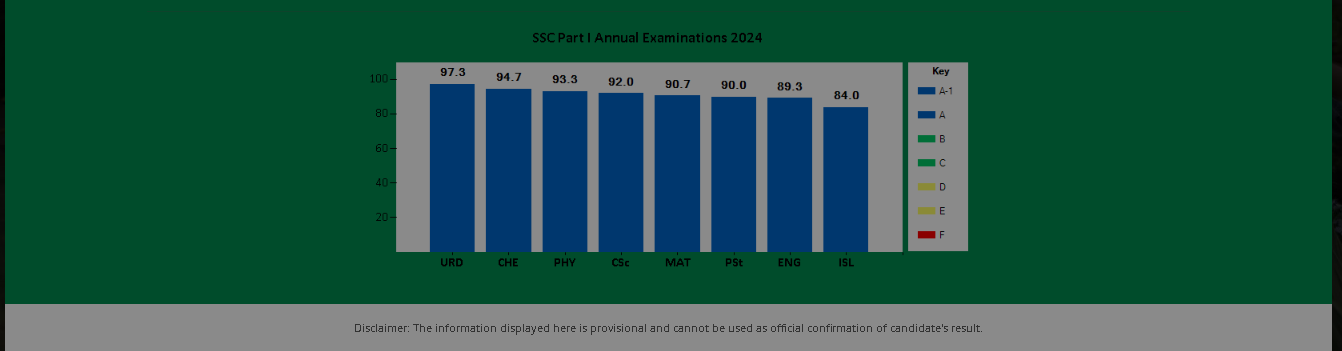 SSC Part I Annual Examinations 2024
97.3 94.7 93.3 92.0 90.7 90.0 89.3 84.0
100
80
60
40
20
URD CHE PHY CSc MAT PSt ENG ISL
Key
A-1
A
B
C
D
E
F
Disclaimer: The information displayed here is provisional and cannot be used as official confirmation of candidate's result.